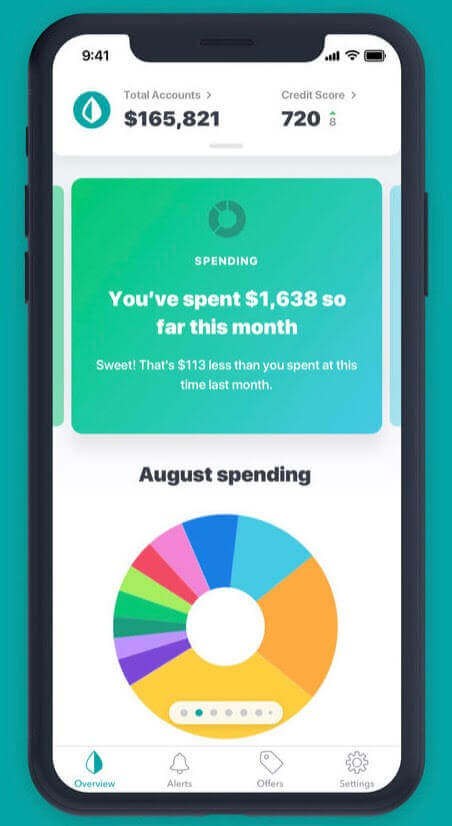 9:41
Total Accounts >
Credit Score >
$165,821
720 8
SPENDING
You've spent $1,638 so
far this month
Sweet! That's $113 less than you spent at this
time last month.
August spending
Overview
Alerts
Offers
Settings